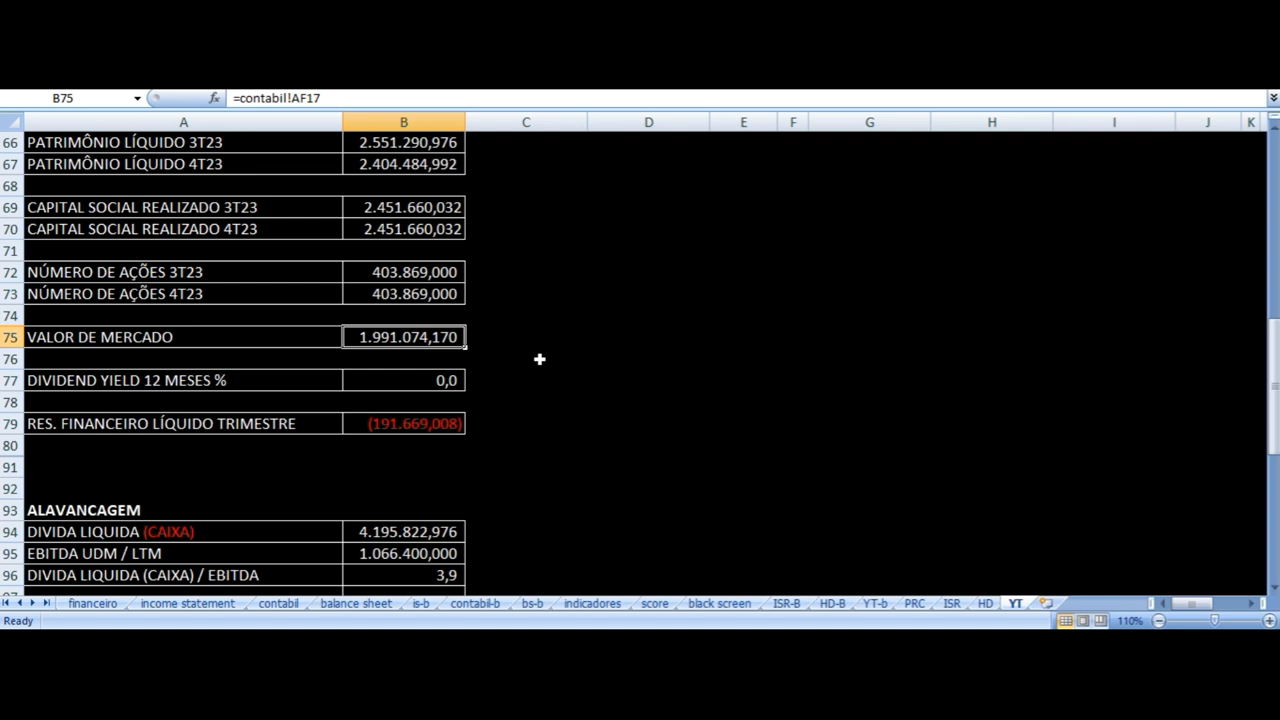 B75 fx =contabil!AF17
A B C D E F G H I J K
66 PATRIMÔNIO LÍQUIDO 3T23 2.551.290,976
67 PATRIMÔNIO LÍQUIDO 4T23 2.404.484,992
68
69 CAPITAL SOCIAL REALIZADO 3T23 2.451.660,032
70 CAPITAL SOCIAL REALIZADO 4T23 2.451.660,032
71
72 NÚMERO DE AÇÕES 3T23 403.869,000
73 NÚMERO DE AÇÕES 4T23 403.869,000
74
75 VALOR DE MERCADO 1.991.074,170
76
77 DIVIDEND YIELD 12 MESES % 0,0
78
79 RES. FINANCEIRO LÍQUIDO TRIMESTRE (191.669,008)
80
91
92
93 ALAVANCAGEM
94 DIVIDA LIQUIDA (CAIXA) 4.195.822,976
95 EBITDA UDM / LTM 1.066.400,000
96 DIVIDA LIQUIDA (CAIXA) / EBITDA 3,9
financeiro income statement contabil balance sheet is-b contabil-b bs-b indicadores score black screen ISR-B HD-B YT-b PRC ISR HD YT
Ready 110%